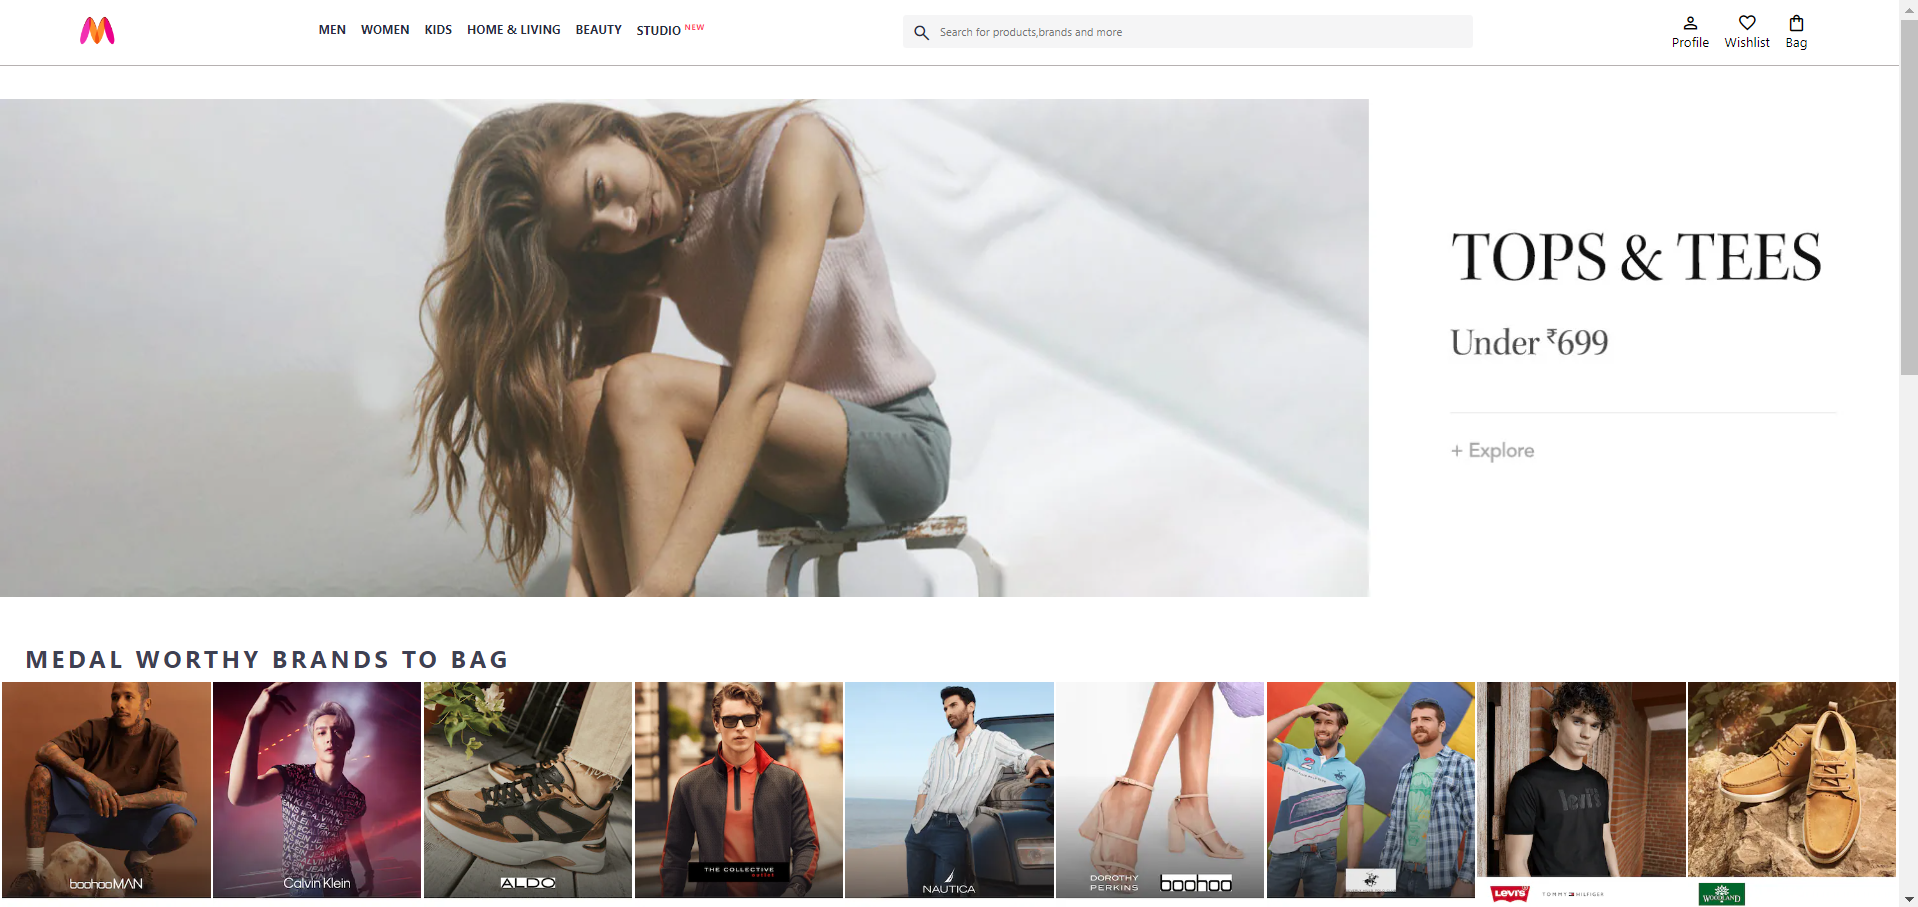 MEN WOMEN KIDS HOME & LIVING BEAUTY STUDIO NEW
Search for products,brands and more
Profile Wishlist Bag
TOPS & TEES
Under ₹699
+ Explore
MEDAL WORTHY BRANDS TO BAG
boohooMAN
Calvin Klein
ALDO
THE COLLECTIVE
outlet
NAUTICA
DOROTHY
PERKINS
boohoo
levi's
Levi's
TOMMY HILFIGER
WOODLAND